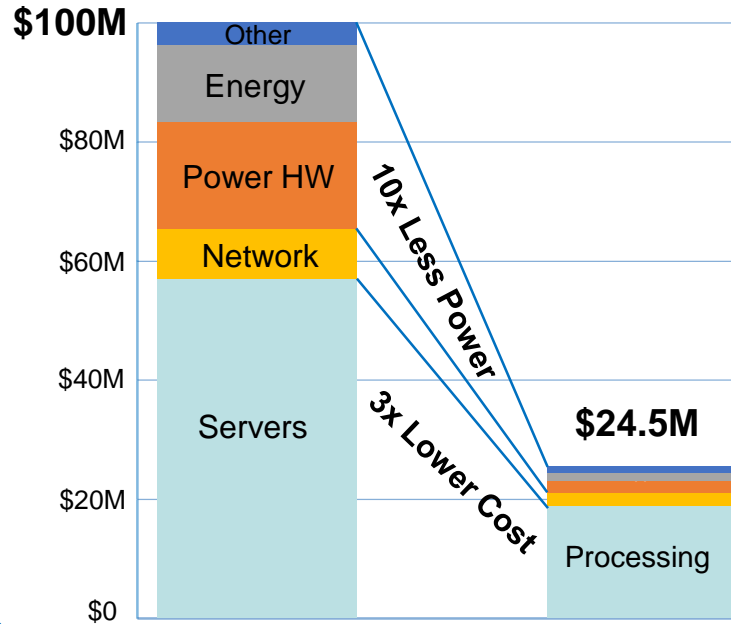 $100M
Other
Energy
$80M
Power HW
10x Less Power
Network
$60M
$40M
3x Lower Cost
Servers
$24.5M
$20M
Processing
$0